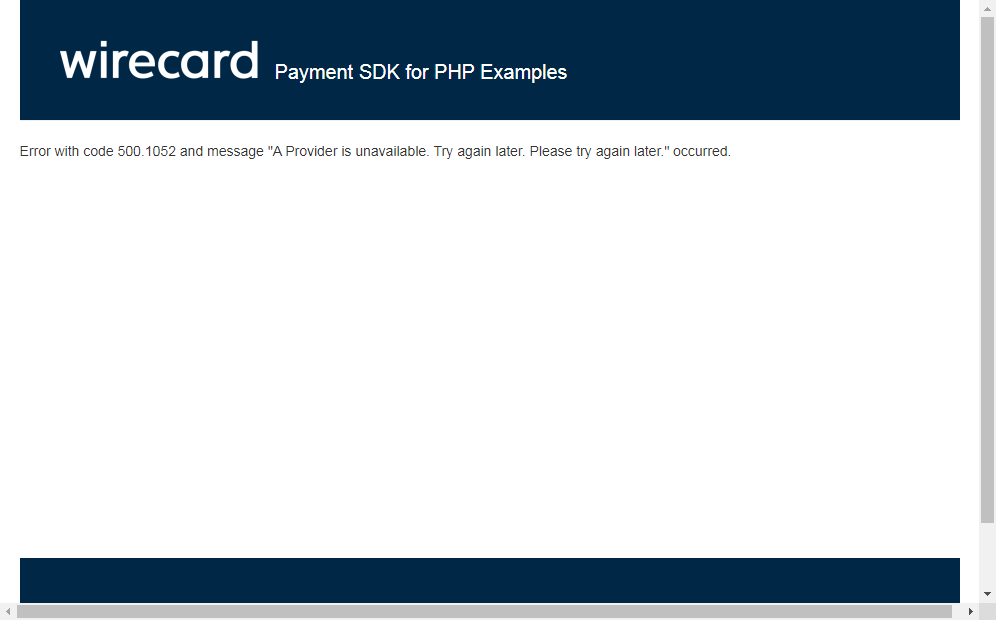 wirecard Payment SDK for PHP Examples
Error with code 500.1052 and message "A Provider is unavailable. Try again later. Please try again later." occurred.